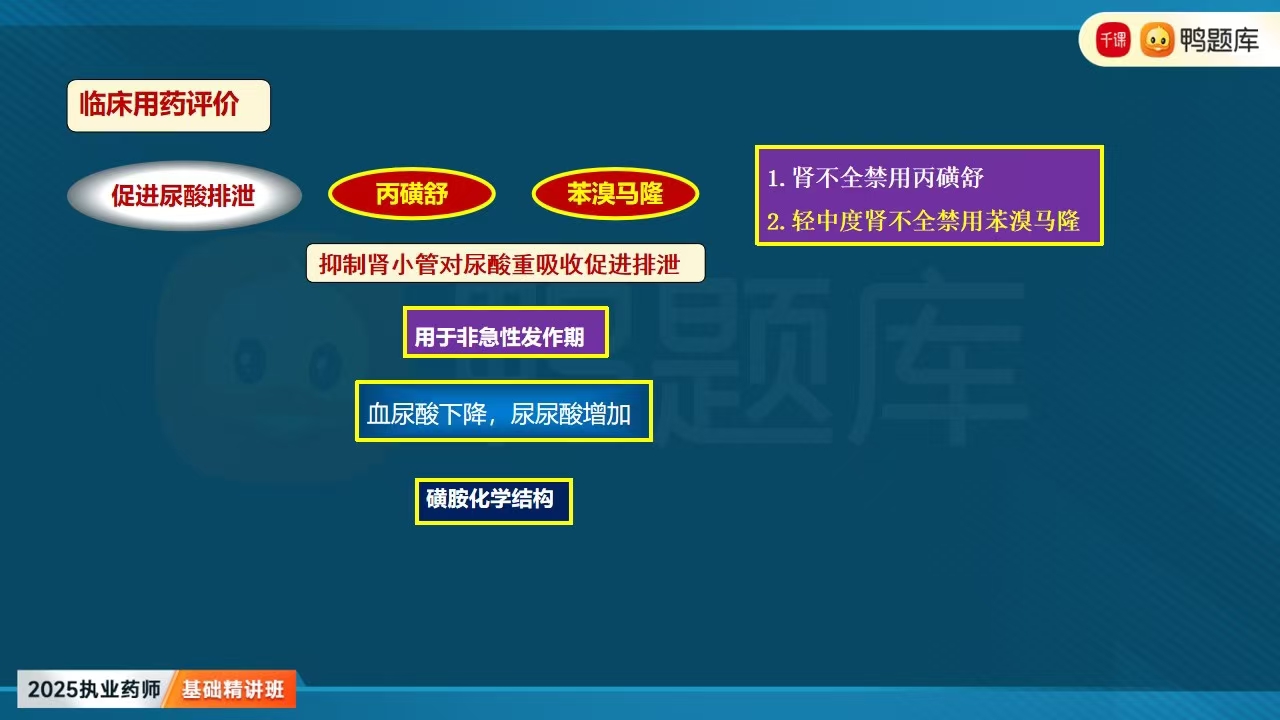 千课 鸭题库
临床用药评价
促进尿酸排泄
丙磺舒
苯溴马隆
1. 肾不全禁用丙磺舒
2. 轻中度肾不全禁用苯溴马隆
抑制肾小管对尿酸重吸收促进排泄
用于非急性发作期
血尿酸下降，尿尿酸增加
磺胺化学结构
鸭题库
2025执业药师 基础精讲班